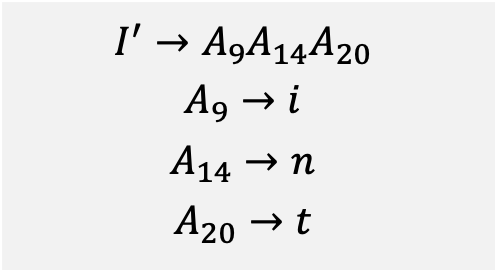 I′ → A₉A₁₄A₂₀
A₉ → i
A₁₄ → n
A₂₀ → t